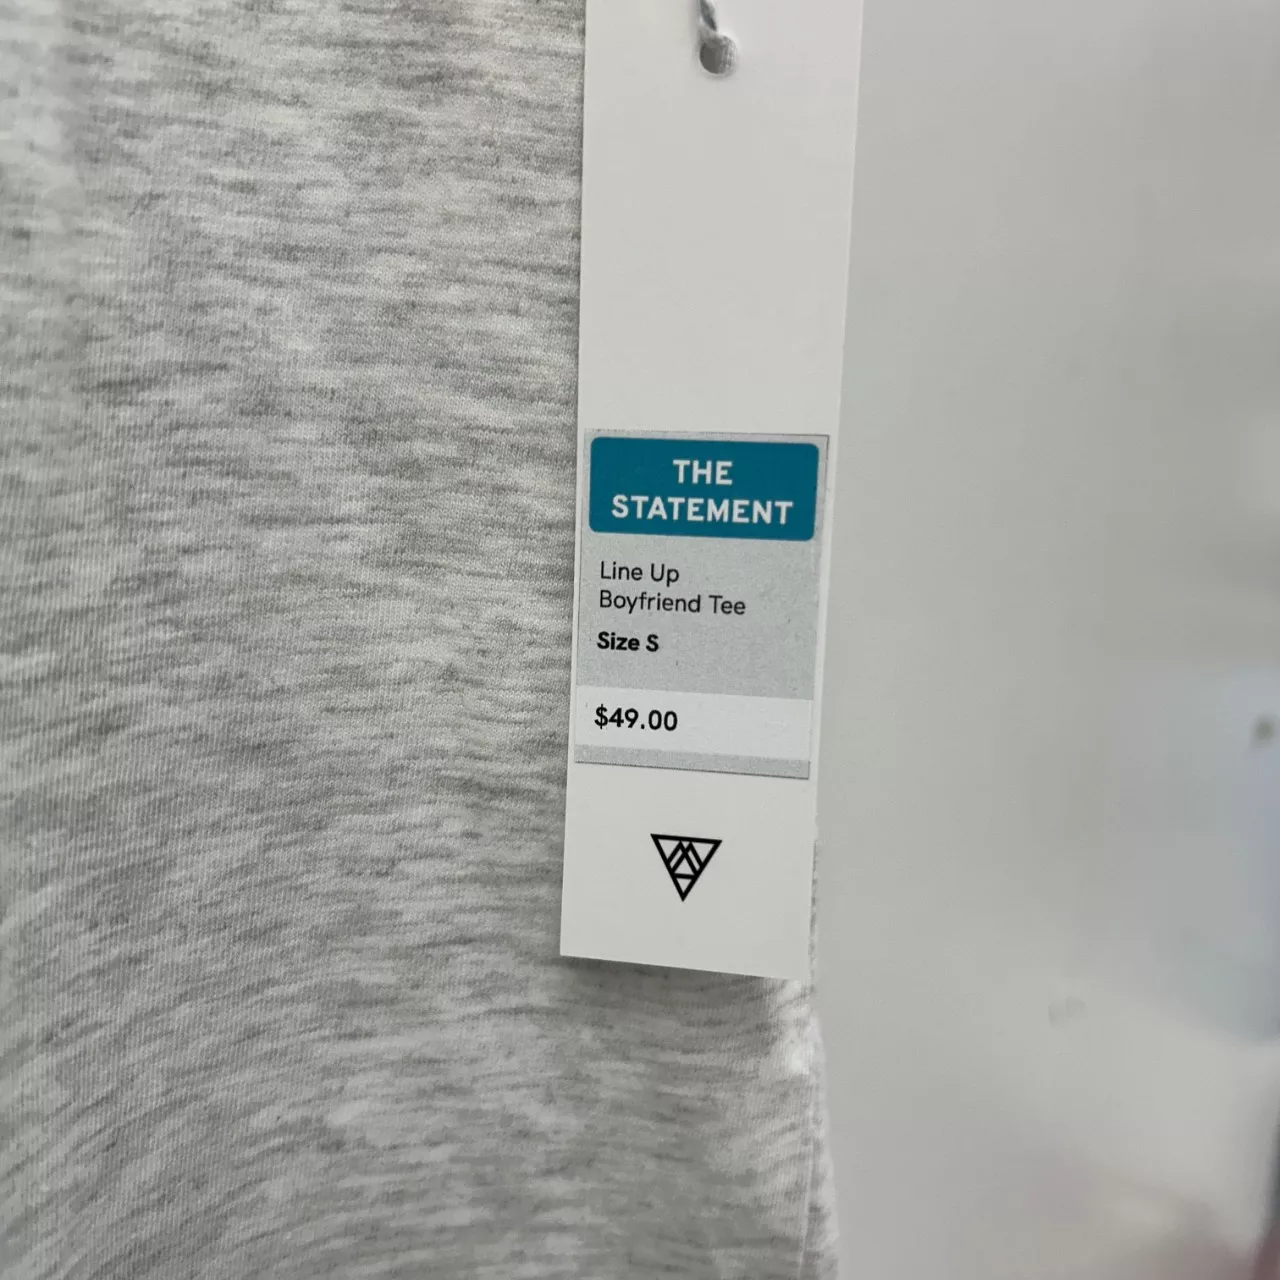 THE
STATEMENT
Line Up
Boyfriend Tee
Size S
$49.00